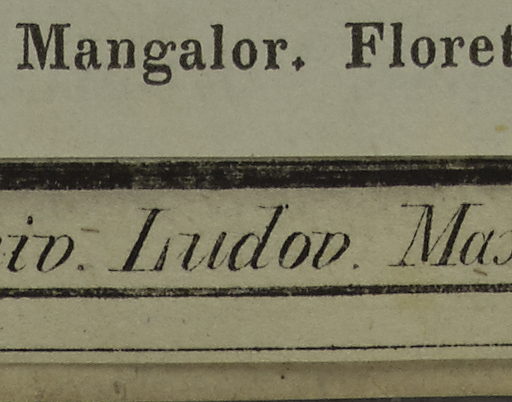 Mangalor. Floret
iv. Ludov. Max